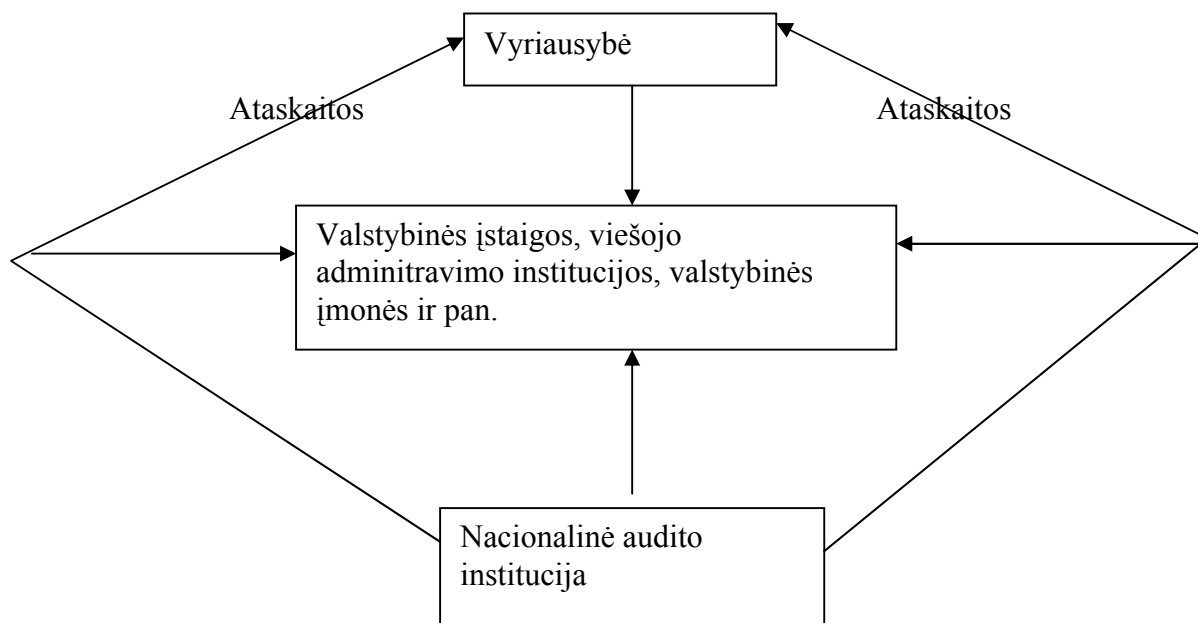 Vyriausybė
Ataskaitos
Ataskaitos
Valstybinės įstaigos, viešojo
adminitravimo institucijos, valstybinės
įmonės ir pan.
Nacionalinė audito
institucija